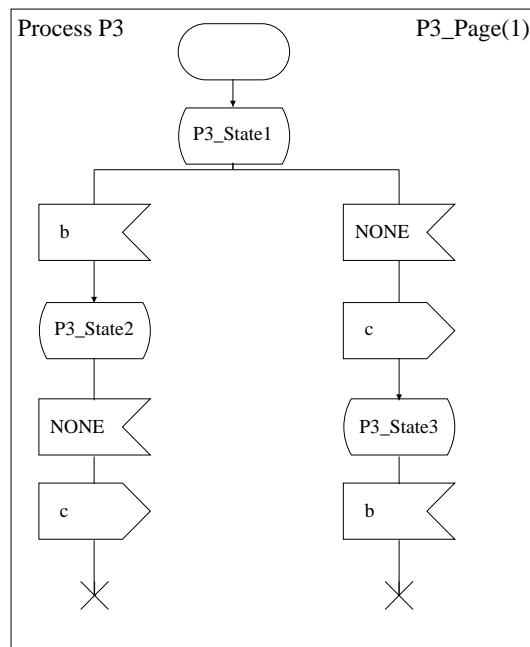 Process P3
P3_Page(1)
P3_State1
b
NONE
P3_State2
c
NONE
P3_State3
c
b